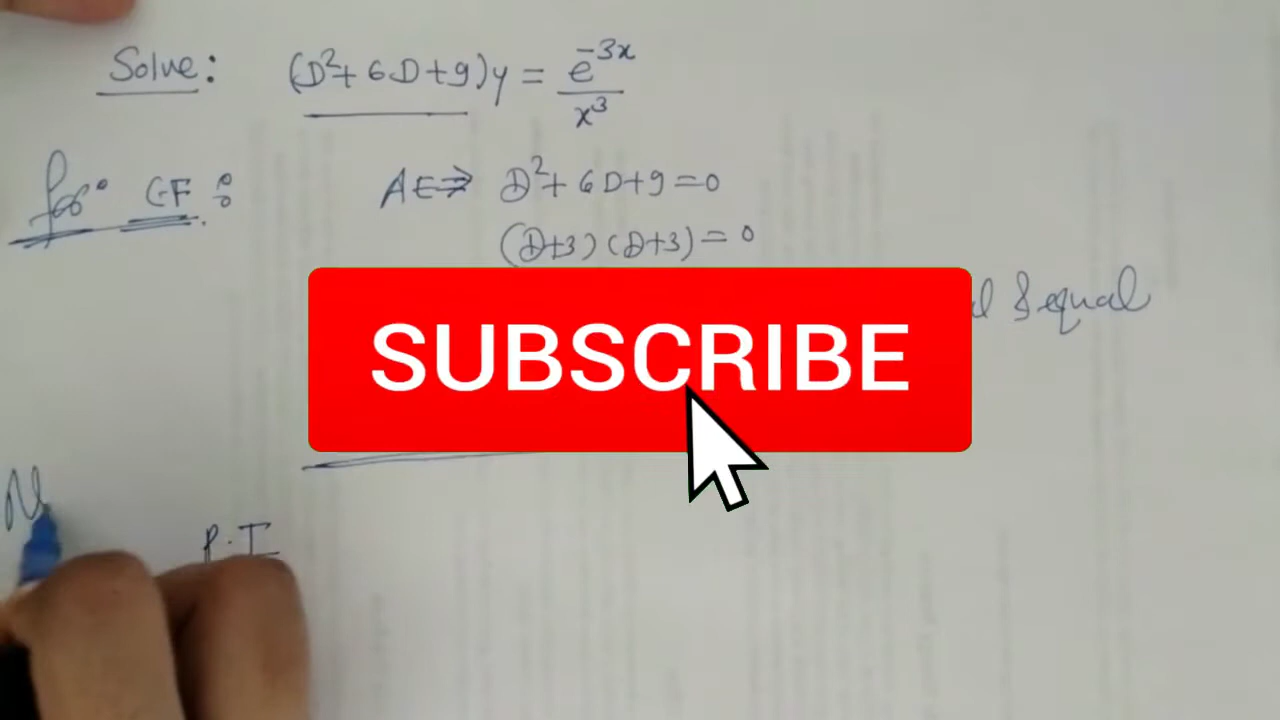 Solve: (D²+6D+9)y = e^-3x / x³
for CF : AE⇒ D²+6D+9=0
(D+3)(D+3)=0
& equal
SUBSCRIBE
P.I